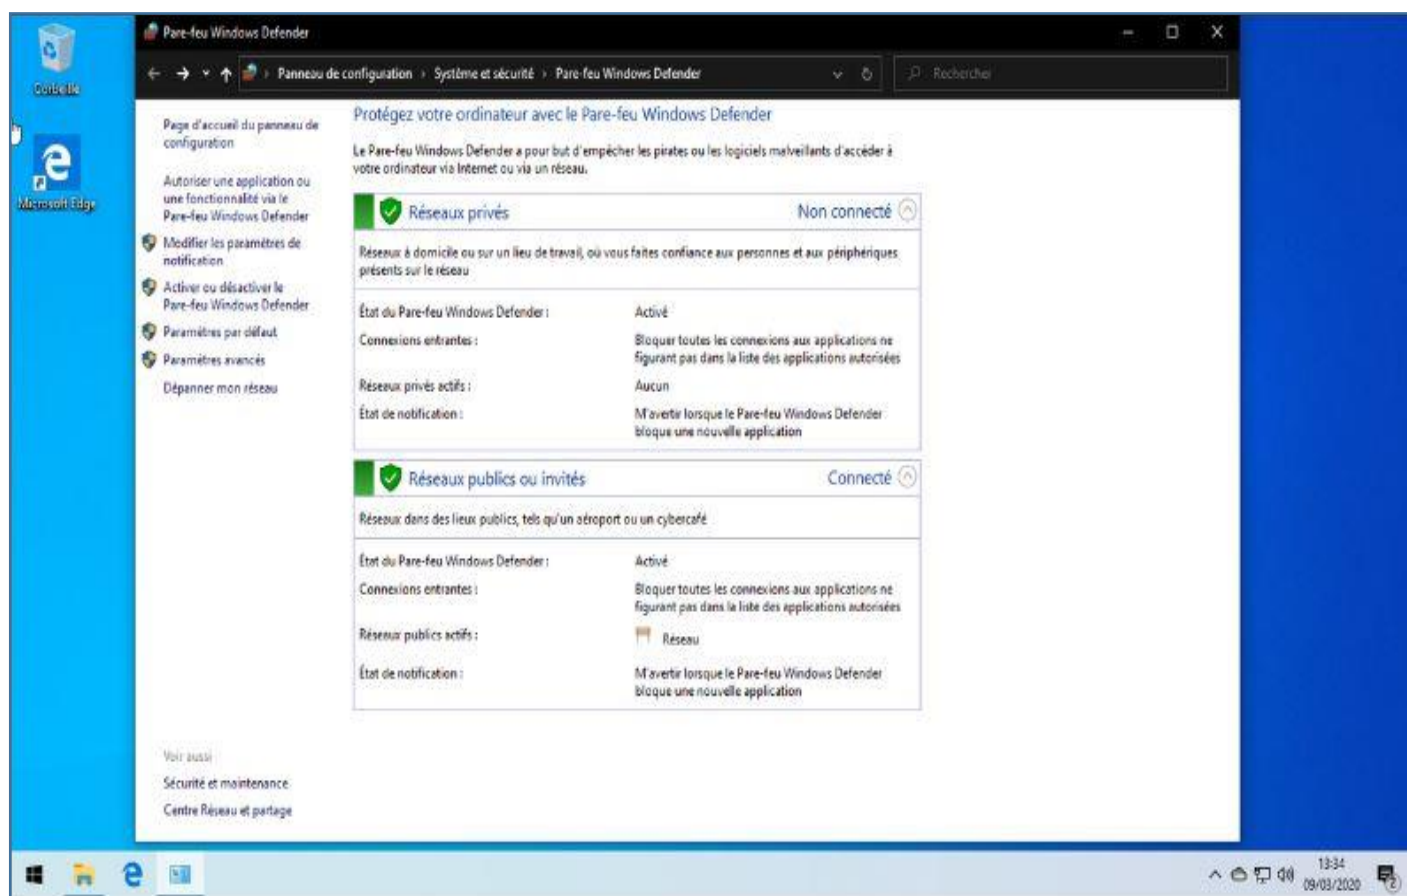 Corbeille
Microsoft Edge
Pare-feu Windows Defender
Panneau de configuration › Système et sécurité › Pare-feu Windows Defender
Rechercher
Page d'accueil du panneau de
configuration
Autoriser une application ou
une fonctionnalité via le
Pare-feu Windows Defender
Modifier les paramètres de
notification
Activer ou désactiver le
Pare-feu Windows Defender
Paramètres par défaut
Paramètres avancés
Dépanner mon réseau
Voir aussi
Sécurité et maintenance
Centre Réseau et partage
Protégez votre ordinateur avec le Pare-feu Windows Defender
Le Pare-feu Windows Defender a pour but d'empêcher les pirates ou les logiciels malveillants d'accéder à
votre ordinateur via Internet ou via un réseau.
Réseaux privés Non connecté
Réseaux à domicile ou sur un lieu de travail, où vous faites confiance aux personnes et aux périphériques
présents sur le réseau
État du Pare-feu Windows Defender : Activé
Connexions entrantes : Bloquer toutes les connexions aux applications ne
figurant pas dans la liste des applications autorisées
Réseaux privés actifs : Aucun
État de notification : M'avertir lorsque le Pare-feu Windows Defender
bloque une nouvelle application
Réseaux publics ou invités Connecté
Réseaux dans des lieux publics, tels qu'un aéroport ou un cybercafé
État du Pare-feu Windows Defender : Activé
Connexions entrantes : Bloquer toutes les connexions aux applications ne
figurant pas dans la liste des applications autorisées
Réseaux publics actifs : Réseau
État de notification : M'avertir lorsque le Pare-feu Windows Defender
bloque une nouvelle application
13:34
09/03/2020
2